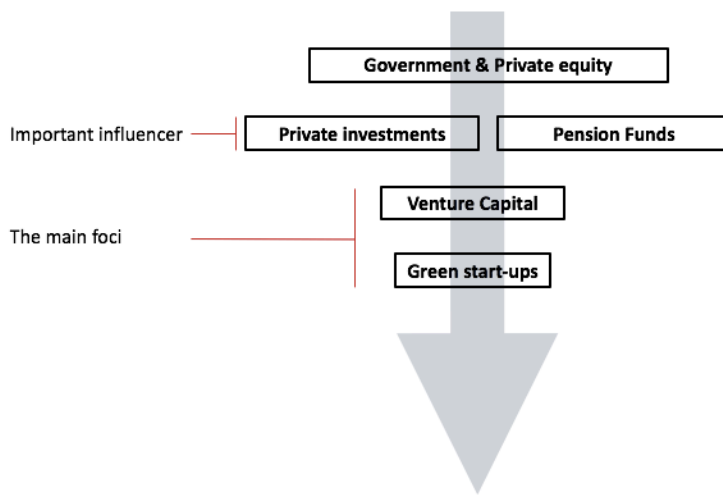 Government & Private equity
Important influencer
Private investments
Pension Funds
Venture Capital
The main foci
Green start-ups